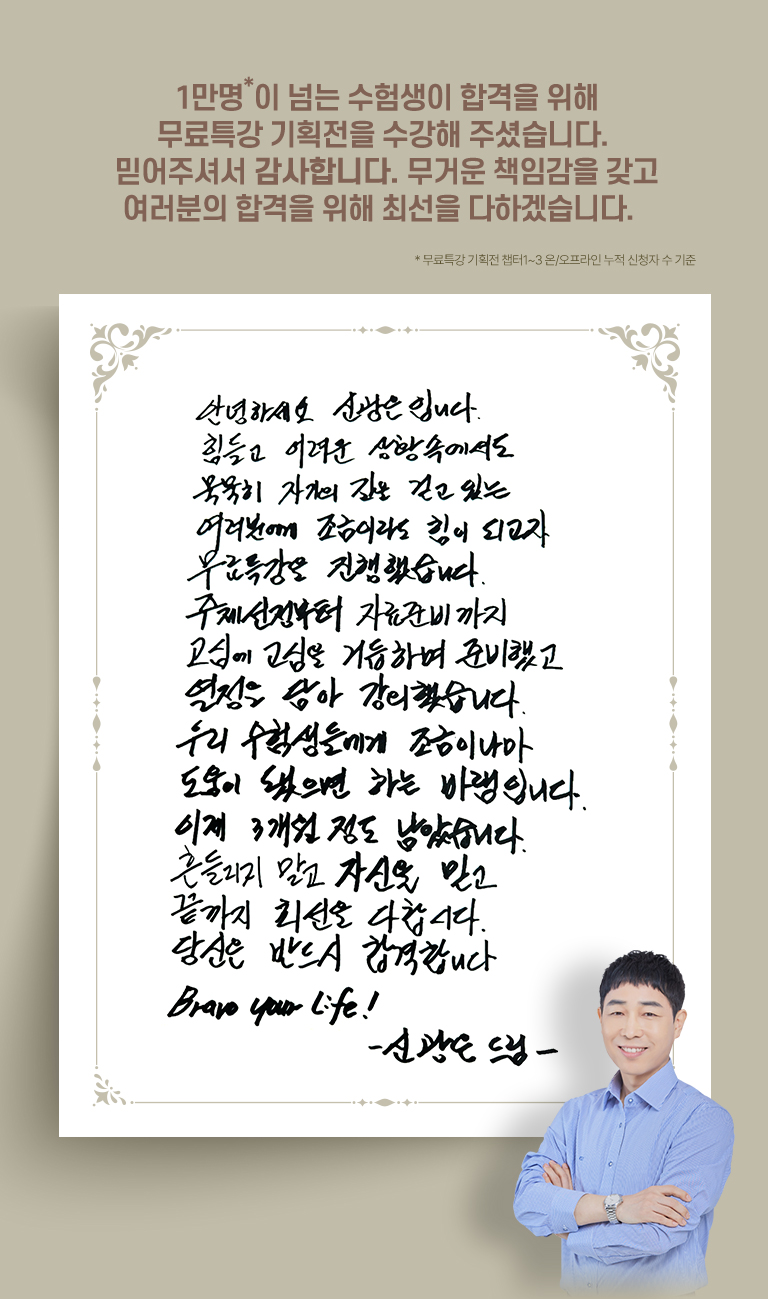 1만명*이 넘는 수험생이 합격을 위해
무료특강 기획전을 수강해 주셨습니다.
믿어주셔서 감사합니다. 무거운 책임감을 갖고
여러분의 합격을 위해 최선을 다하겠습니다.
* 무료특강 기획전 챕터1~3 온/오프라인 누적 신청자 수 기준
안녕하세요 신광은입니다.
힘들고 어려운 상황속에서도
묵묵히 자기의 길을 걷고 있는
여러분에게 조금이라도 힘이 되고자
무료특강을 진행했습니다.
주제선정부터 자료준비까지
고심에 고심을 거듭하며 준비했고
열정을 담아 강의했습니다.
우리 수험생들에게 조금이나마
도움이 됐으면 하는 바램입니다.
이제 3개월 정도 남았습니다.
흔들리지 말고 자신을 믿고
끝까지 최선을 다합시다.
당신은 반드시 합격합니다
Bravo your Life!
-신광은 드림-